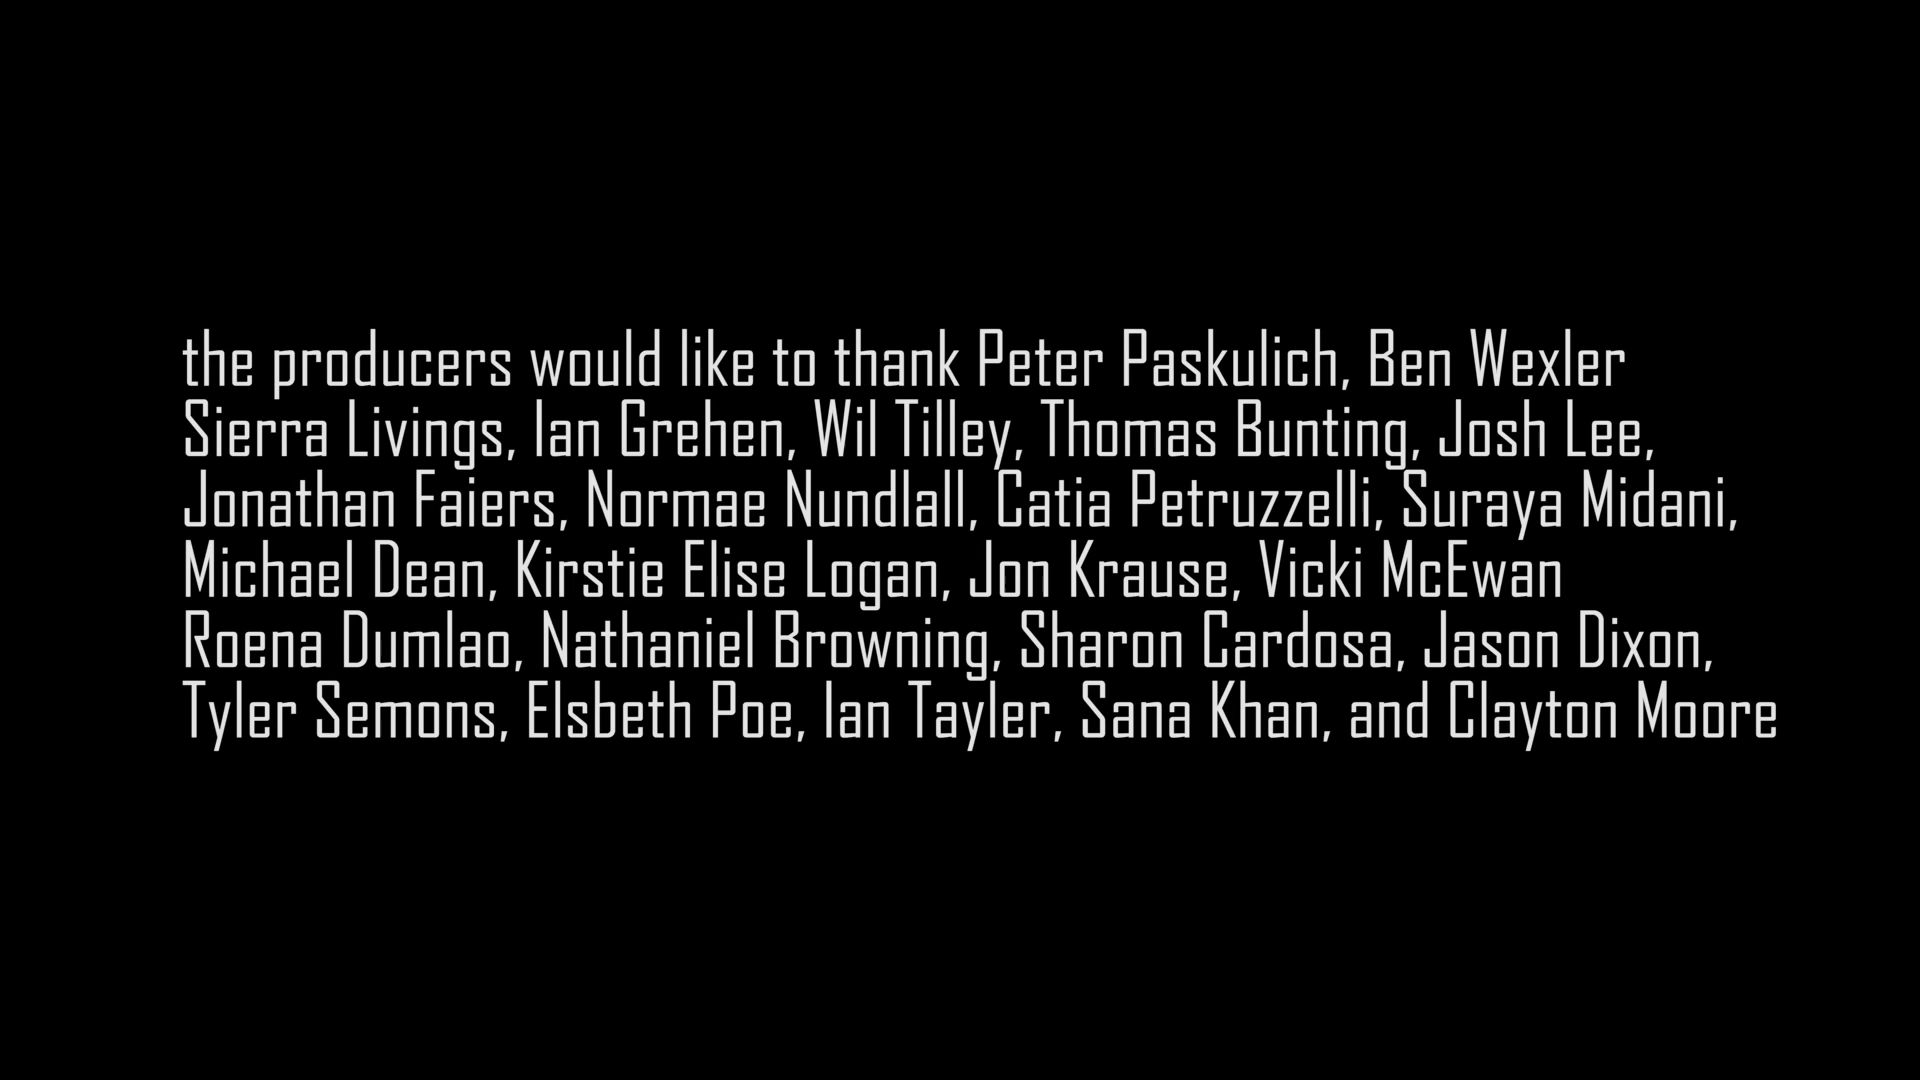 the producers would like to thank Peter Paskulich, Ben Wexler
Sierra Livings, Ian Grehen, Wil Tilley, Thomas Bunting, Josh Lee,
Jonathan Faiers, Normae Nundlall, Catia Petruzzelli, Suraya Midani,
Michael Dean, Kirstie Elise Logan, Jon Krause, Vicki McEwan
Roena Dumlao, Nathaniel Browning, Sharon Cardosa, Jason Dixon,
Tyler Semons, Elsbeth Poe, Ian Tayler, Sana Khan, and Clayton Moore